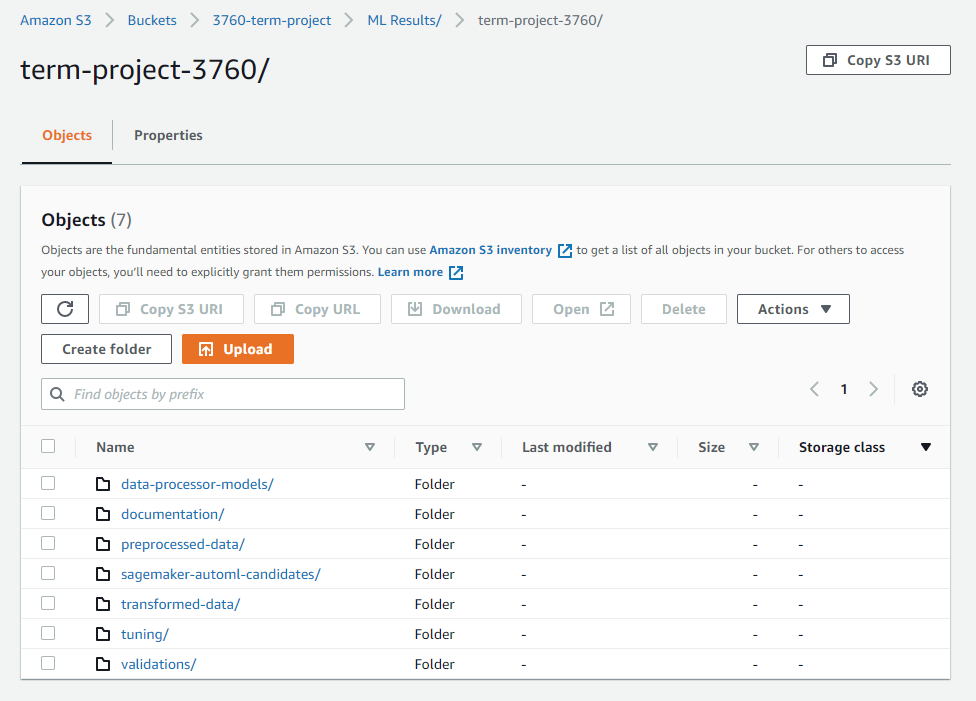 Amazon S3 > Buckets > 3760-term-project > ML Results/ > term-project-3760/
term-project-3760/
Copy S3 URI
Objects Properties
Objects (7)
Objects are the fundamental entities stored in Amazon S3. You can use Amazon S3 inventory to get a list of all objects in your bucket. For others to access
your objects, you'll need to explicitly grant them permissions. Learn more
Copy S3 URI Copy URL Download Open Delete Actions
Create folder Upload
Find objects by prefix
1
Name Type Last modified Size Storage class
data-processor-models/ Folder - - -
documentation/ Folder - - -
preprocessed-data/ Folder - - -
sagemaker-automl-candidates/ Folder - - -
transformed-data/ Folder - - -
tuning/ Folder - - -
validations/ Folder - - -